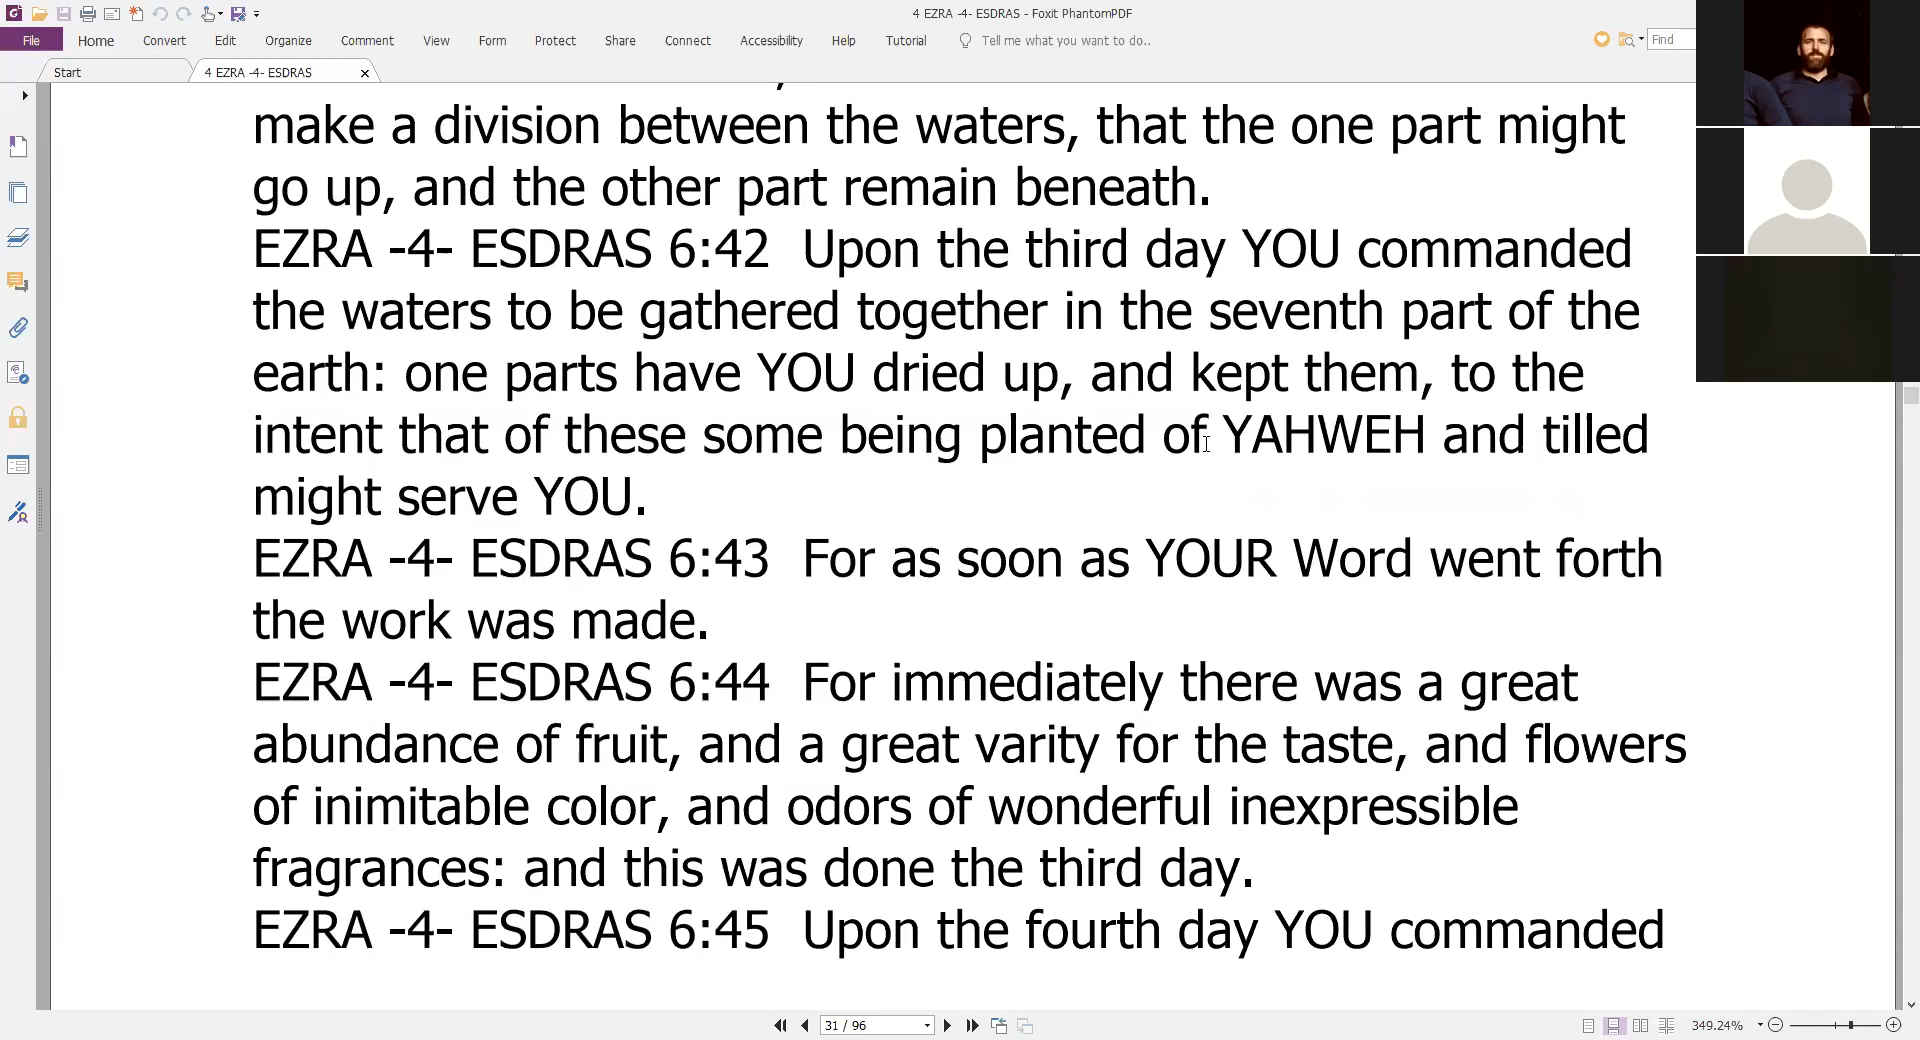 4 EZRA -4- ESDRAS - Foxit PhantomPDF
File Home Convert Edit Organize Comment View Form Protect Share Connect Accessibility Help Tutorial Tell me what you want to do.. Find
Start 4 EZRA -4- ESDRAS
make a division between the waters, that the one part might
go up, and the other part remain beneath.
EZRA -4- ESDRAS 6:42 Upon the third day YOU commanded
the waters to be gathered together in the seventh part of the
earth: one parts have YOU dried up, and kept them, to the
intent that of these some being planted of YAHWEH and tilled
might serve YOU.
EZRA -4- ESDRAS 6:43 For as soon as YOUR Word went forth
the work was made.
EZRA -4- ESDRAS 6:44 For immediately there was a great
abundance of fruit, and a great varity for the taste, and flowers
of inimitable color, and odors of wonderful inexpressible
fragrances: and this was done the third day.
EZRA -4- ESDRAS 6:45 Upon the fourth day YOU commanded
31 / 96 349.24%